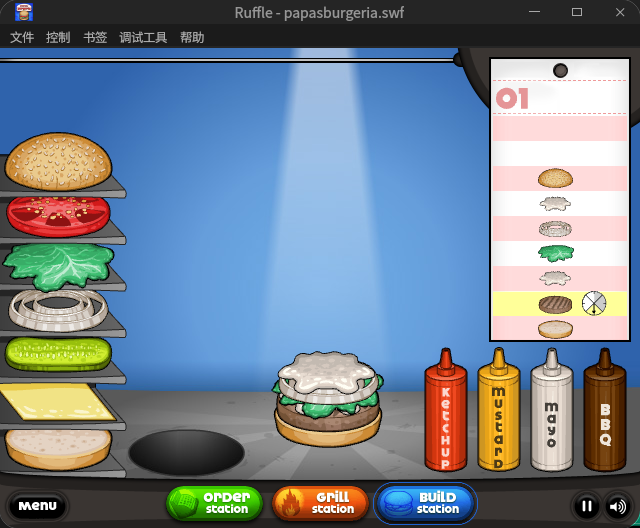 Ruffle - papasburgeria.swf
文件 控制 书签 调试工具 帮助
01
Ketchup
Mustard
Mayo
BBQ
Menu
Order Station
Grill Station
Build Station